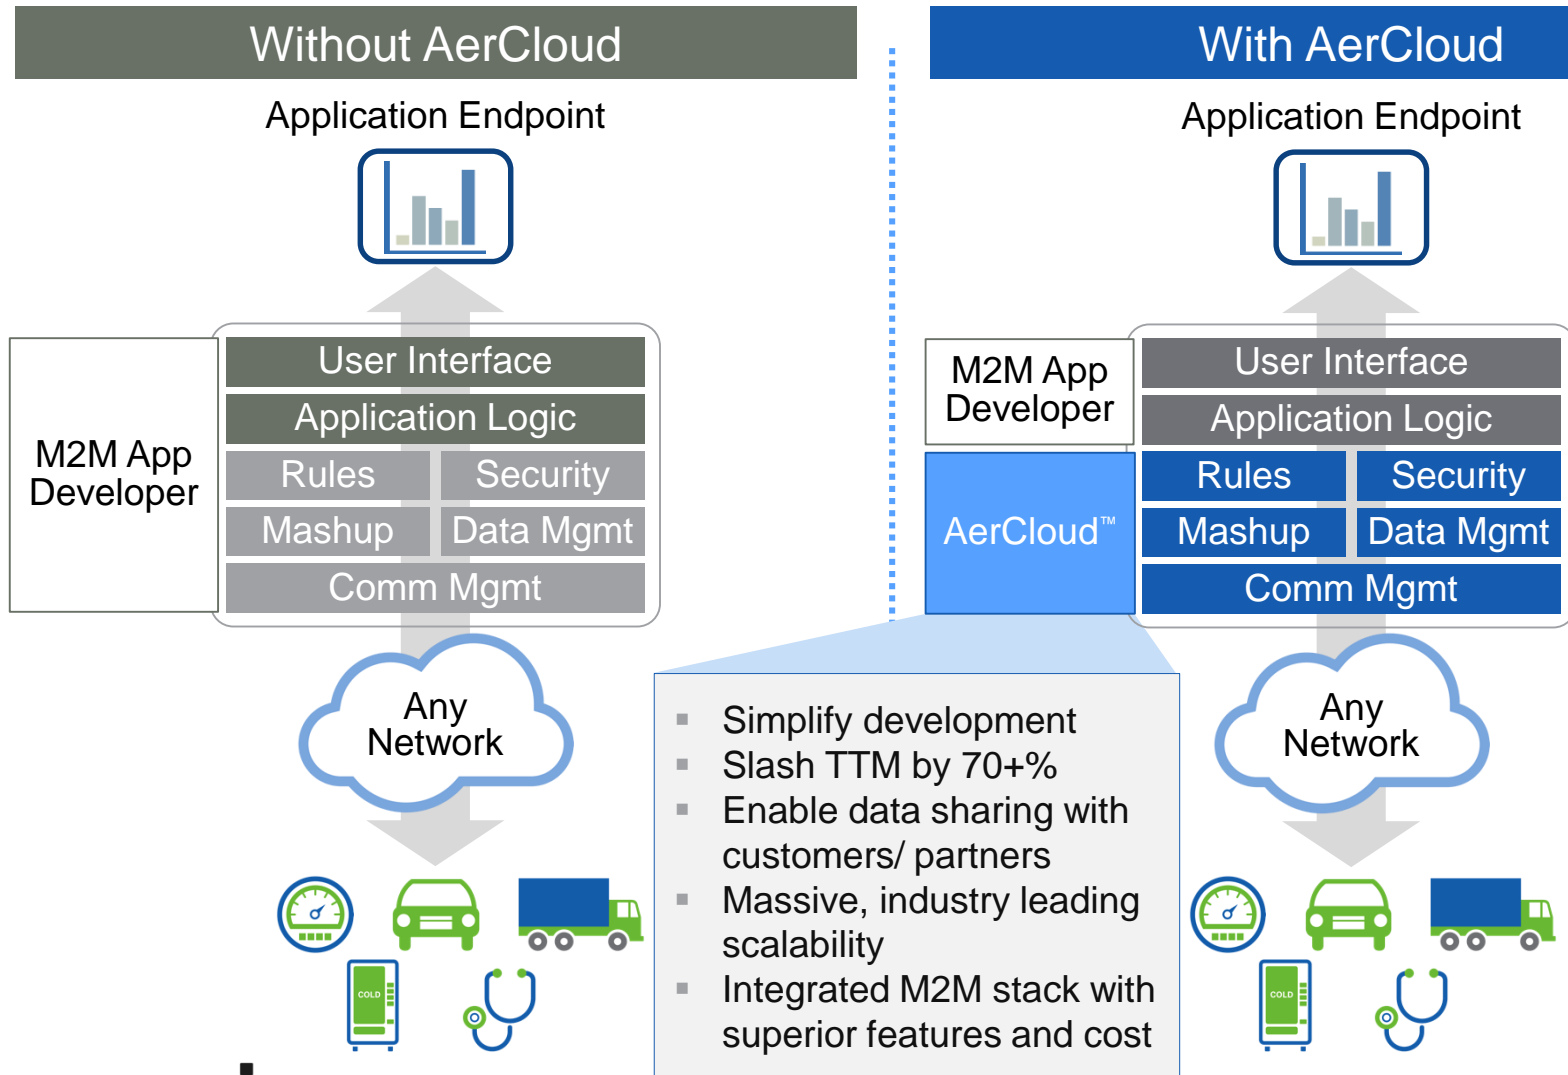 Without AerCloud
Application Endpoint
M2M App
Developer
User Interface
Application Logic
Rules
Security
Mashup
Data Mgmt
Comm Mgmt
Any
Network
COLD
With AerCloud
Application Endpoint
M2M App
Developer
AerCloud™
User Interface
Application Logic
Rules
Security
Mashup
Data Mgmt
Comm Mgmt
▪ Simplify development
▪ Slash TTM by 70+%
▪ Enable data sharing with
customers/ partners
▪ Massive, industry leading
scalability
▪ Integrated M2M stack with
superior features and cost
Any
Network
COLD